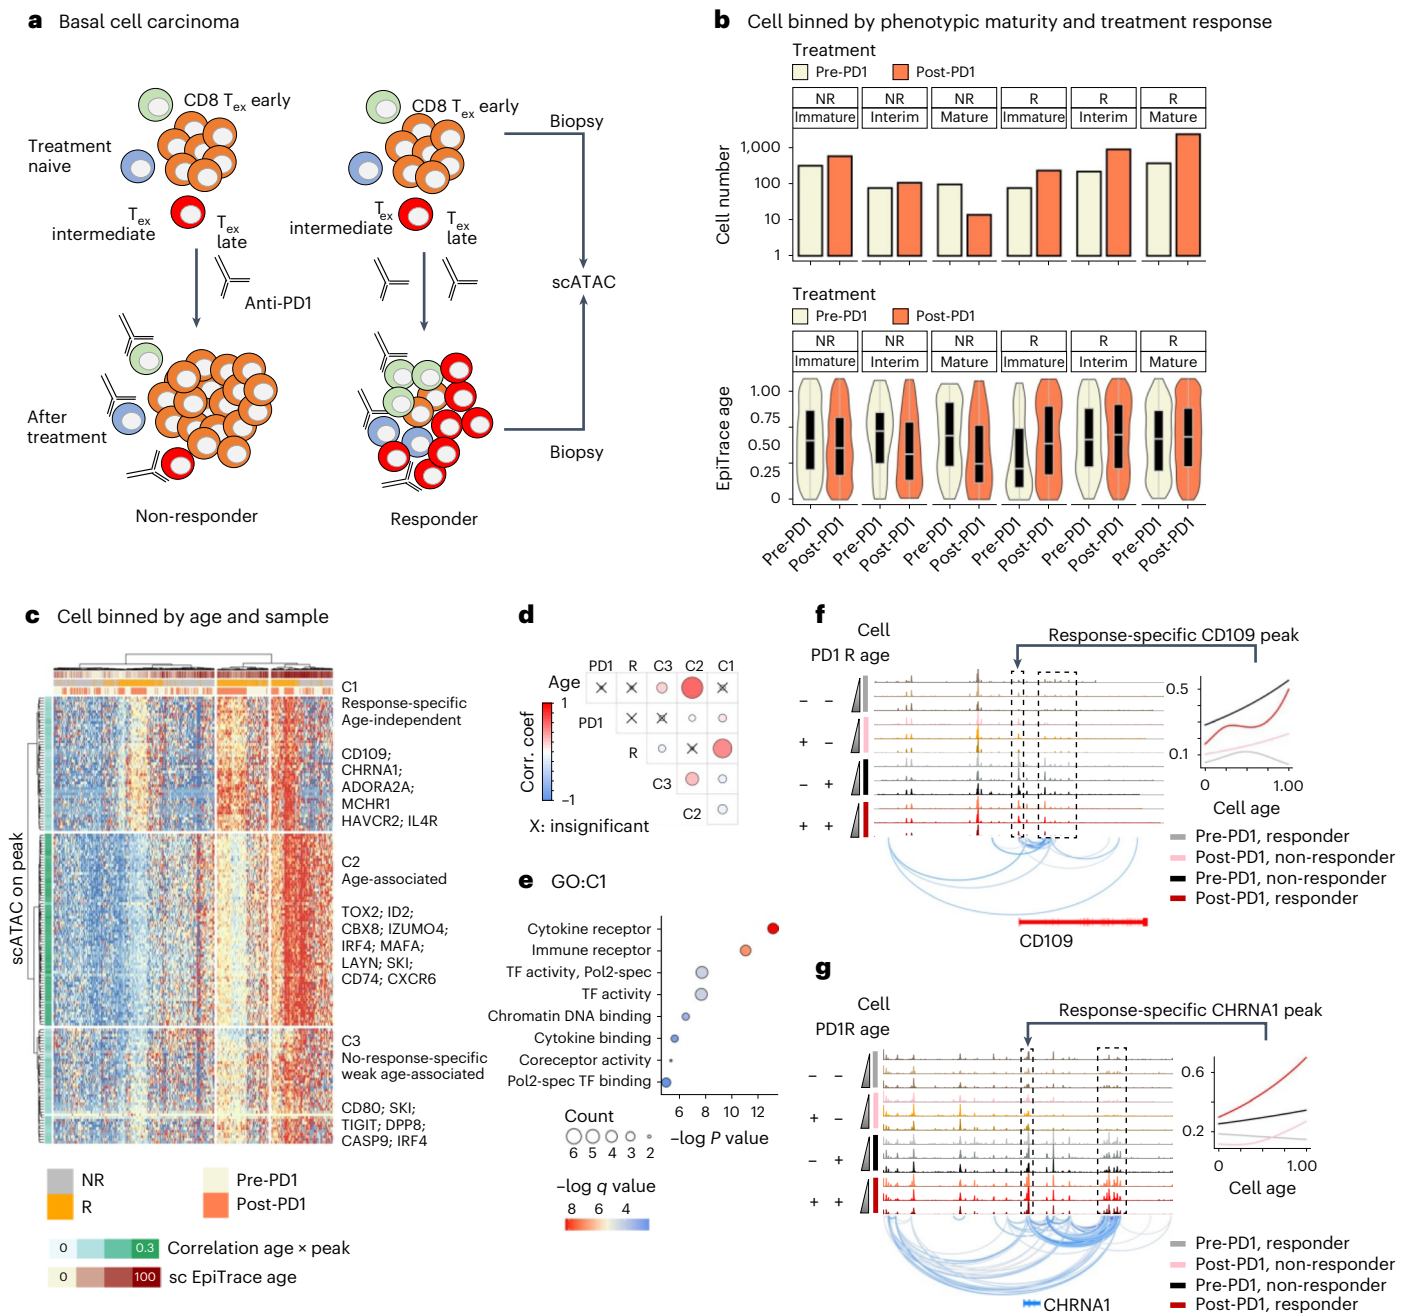 a Basal cell carcinoma
CD8 Tex early
Treatment
naive
Tex
intermediate
Tex
late
Anti-PD1
After
treatment
Non-responder
CD8 Tex early
Tex
intermediate
Tex
late
Responder
Biopsy
scATAC
Biopsy
b Cell binned by phenotypic maturity and treatment response
Treatment
Pre-PD1 Post-PD1
NR NR NR R R R
Immature Interim Mature Immature Interim Mature
Cell number
1,000
100
10
1
Treatment
Pre-PD1 Post-PD1
NR NR NR R R R
Immature Interim Mature Immature Interim Mature
EpiTrace age
1.00
0.75
0.50
0.25
0
Pre-PD1 Post-PD1 Pre-PD1 Post-PD1 Pre-PD1 Post-PD1 Pre-PD1 Post-PD1 Pre-PD1 Post-PD1 Pre-PD1 Post-PD1
c Cell binned by age and sample
scATAC on peak
C1
Response-specific
Age-independent
CD109;
CHRNA1;
ADORA2A;
MCHR1
HAVCR2; IL4R
C2
Age-associated
TOX2; ID2;
CBX8; IZUMO4;
IRF4; MAFA;
LAYN; SKI;
CD74; CXCR6
C3
No-response-specific
weak age-associated
CD80; SKI;
TIGIT; DPP8;
CASP9; IRF4
NR Pre-PD1
R Post-PD1
0 0.3 Correlation age × peak
0 100 sc EpiTrace age
d
PD1 R C3 C2 C1
Age
PD1
R
C3
C2
Corr. coef
1
–1
X: insignificant
e GO:C1
Cytokine receptor
Immune receptor
TF activity, Pol2-spec
TF activity
Chromatin DNA binding
Cytokine binding
Coreceptor activity
Pol2-spec TF binding
6 8 10 12
–log P value
Count
6 5 4 3 2
–log q value
8 6 4
f
Cell
PD1 R age
Response-specific CD109 peak
– –
+ –
– +
+ +
0.5
0.1
0 1.00
Cell age
Pre-PD1, responder
Post-PD1, non-responder
Pre-PD1, non-responder
Post-PD1, responder
CD109
g
Cell
PD1R age
Response-specific CHRNA1 peak
– –
+ –
– +
+ +
0.6
0.2
0 1.00
Cell age
Pre-PD1, responder
Post-PD1, non-responder
Pre-PD1, non-responder
Post-PD1, responder
CHRNA1